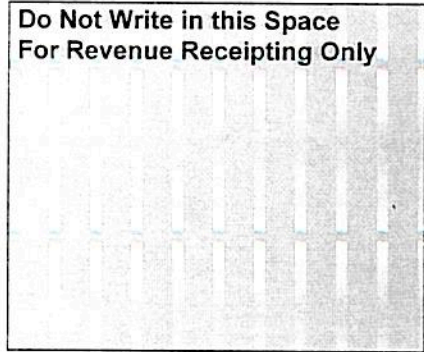 Do Not Write in this Space
For Revenue Receipting Only